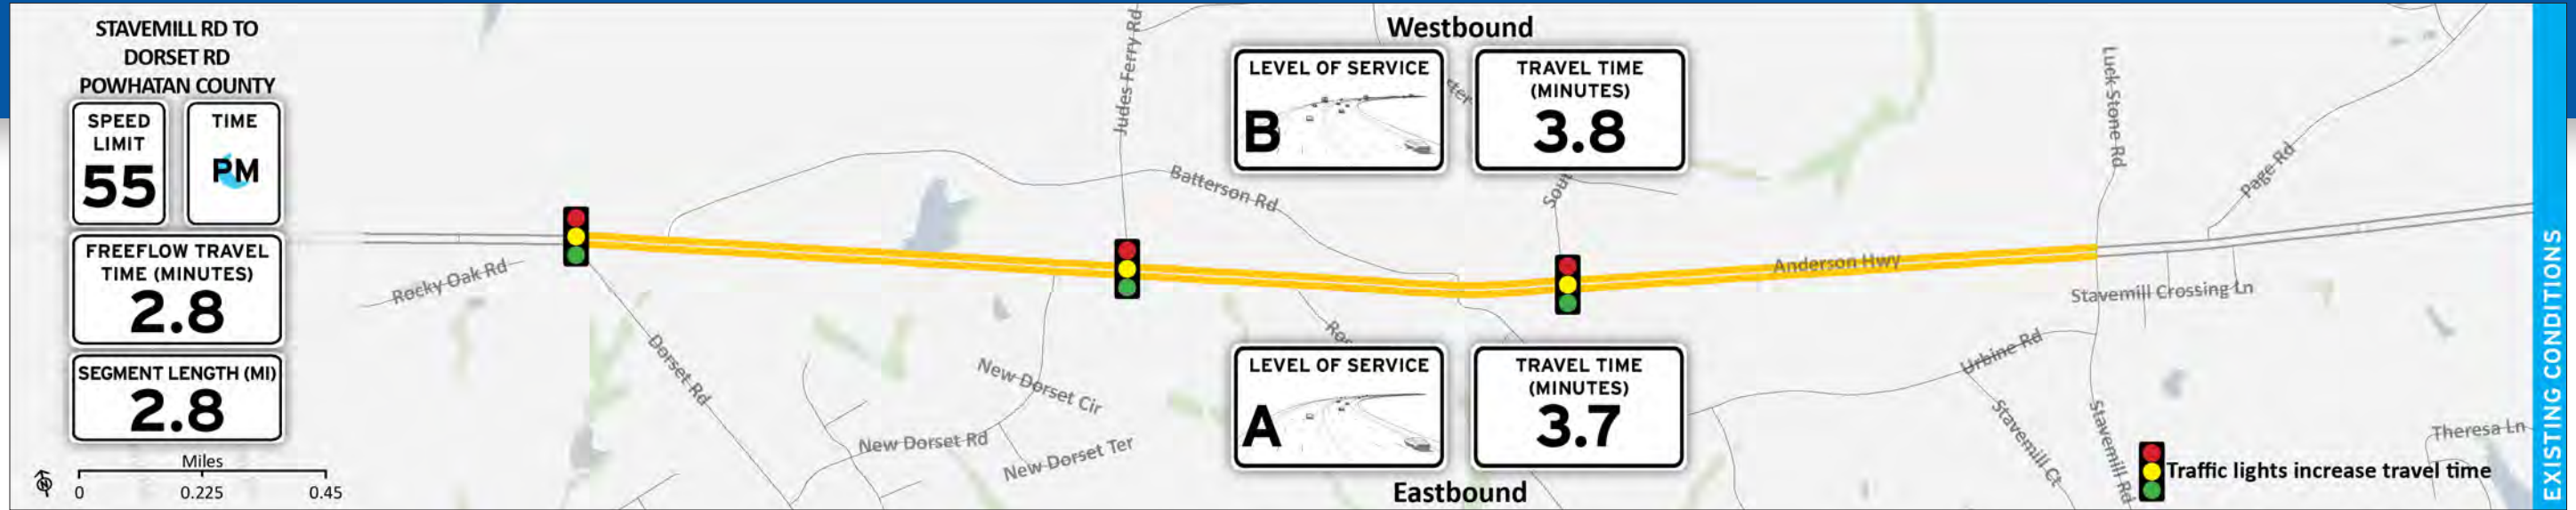 STAVEMILL RD TO
DORSET RD
POWHATAN COUNTY
SPEED
LIMIT
55
TIME
PM
FREEFLOW TRAVEL
TIME (MINUTES)
2.8
SEGMENT LENGTH (MI)
2.8
Miles
0 0.225 0.45
Westbound
LEVEL OF SERVICE
B
TRAVEL TIME
(MINUTES)
3.8
Judes Ferry Rd
Batterson Rd
Sout
Luck Stone Rd
Page Rd
Rocky Oak Rd
Anderson Hwy
Stavemill Crossing Ln
Dorset Rd
New Dorset Cir
New Dorset Rd
New Dorset Ter
Urbine Rd
Stavemill Ct
Stavemill Rd
Theresa Ln
LEVEL OF SERVICE
A
TRAVEL TIME
(MINUTES)
3.7
Eastbound
Traffic lights increase travel time
EXISTING CONDITIONS